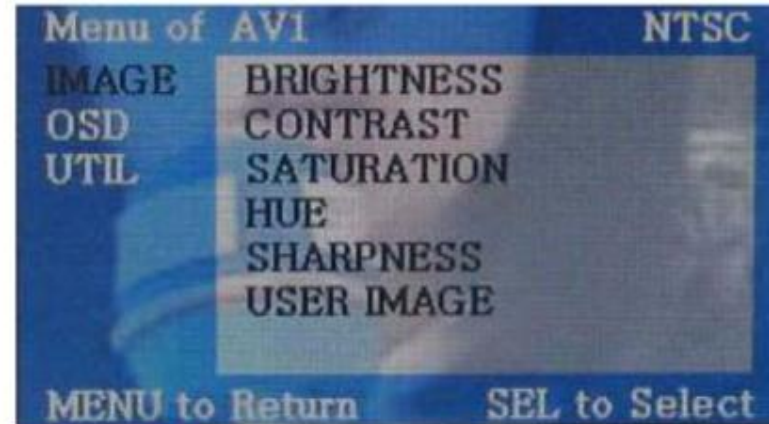 Menu of AV1 NTSC
IMAGE BRIGHTNESS
OSD CONTRAST
UTIL SATURATION
HUE
SHARPNESS
USER IMAGE
MENU to Return SEL to Select